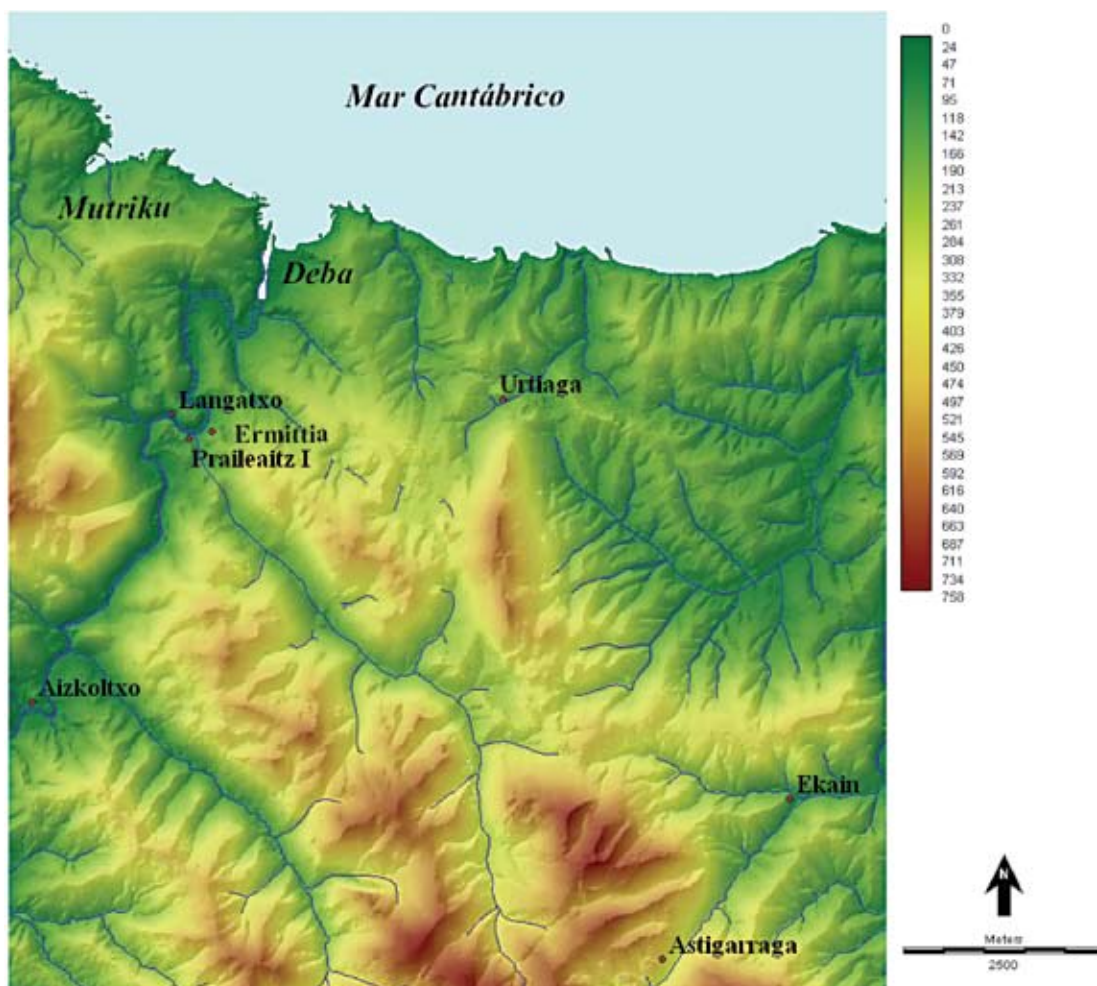 Mar Cantábrico
Mutriku
Deba
Urtiaga
Langatxo
Ermittia
Praileaitz I
Aizkoltxo
Ekain
Astigarraga
0
24
47
71
95
118
142
166
190
213
237
261
284
308
332
355
379
403
426
450
474
497
521
545
569
592
616
640
663
687
711
734
758
N
Meters
2500